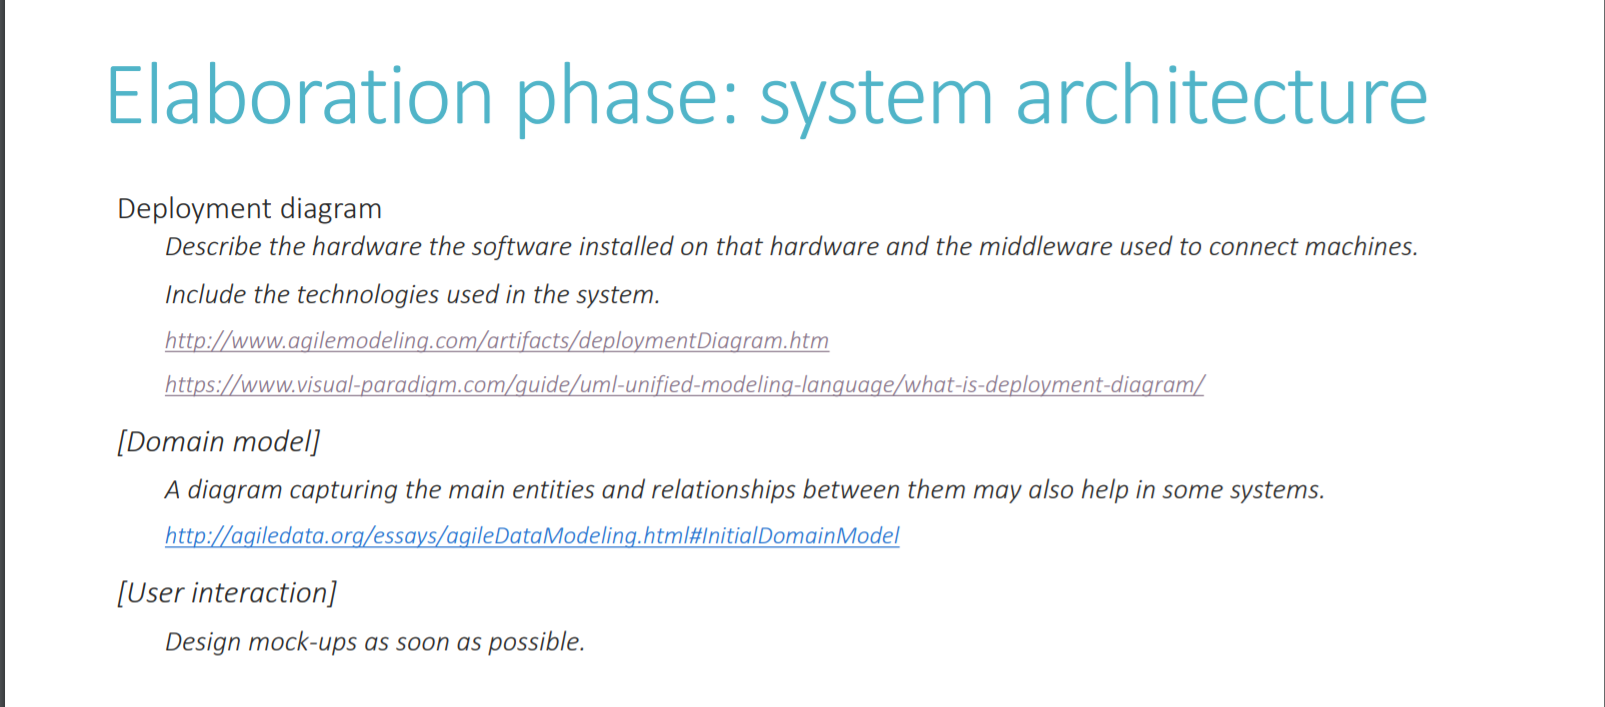 Elaboration phase: system architecture
Deployment diagram
Describe the hardware the software installed on that hardware and the middleware used to connect machines.
Include the technologies used in the system.
http://www.agilemodeling.com/artifacts/deploymentDiagram.htm
https://www.visual-paradigm.com/guide/uml-unified-modeling-language/what-is-deployment-diagram/
[Domain model]
A diagram capturing the main entities and relationships between them may also help in some systems.
http://agiledata.org/essays/agileDataModeling.html#InitialDomainModel
[User interaction]
Design mock-ups as soon as possible.